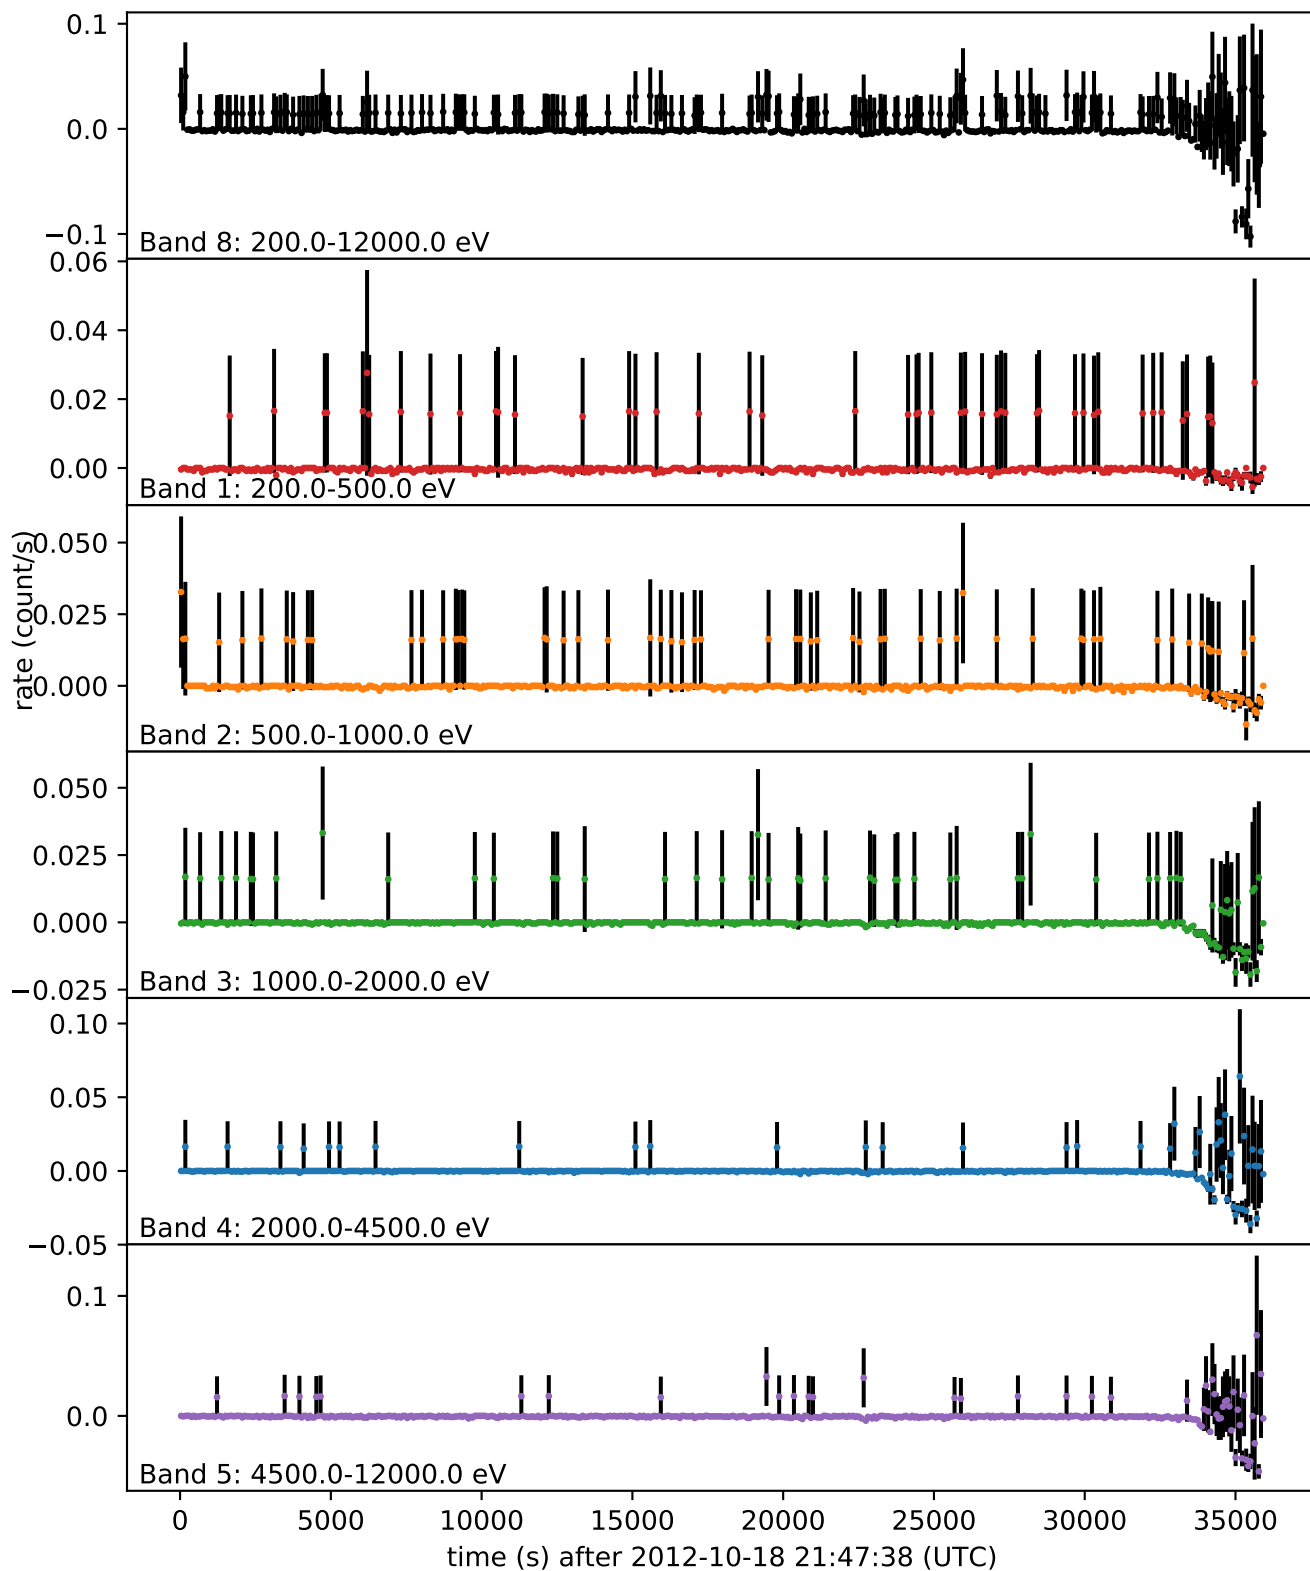 0.1
0.0
−0.1
Band 8: 200.0-12000.0 eV
0.06
0.04
0.02
0.00
Band 1: 200.0-500.0 eV
rate (count/s)
0.050
0.025
0.000
Band 2: 500.0-1000.0 eV
0.050
0.025
0.000
−0.025
Band 3: 1000.0-2000.0 eV
0.10
0.05
0.00
−0.05
Band 4: 2000.0-4500.0 eV
0.1
0.0
Band 5: 4500.0-12000.0 eV
0 5000 10000 15000 20000 25000 30000 35000
time (s) after 2012-10-18 21:47:38 (UTC)